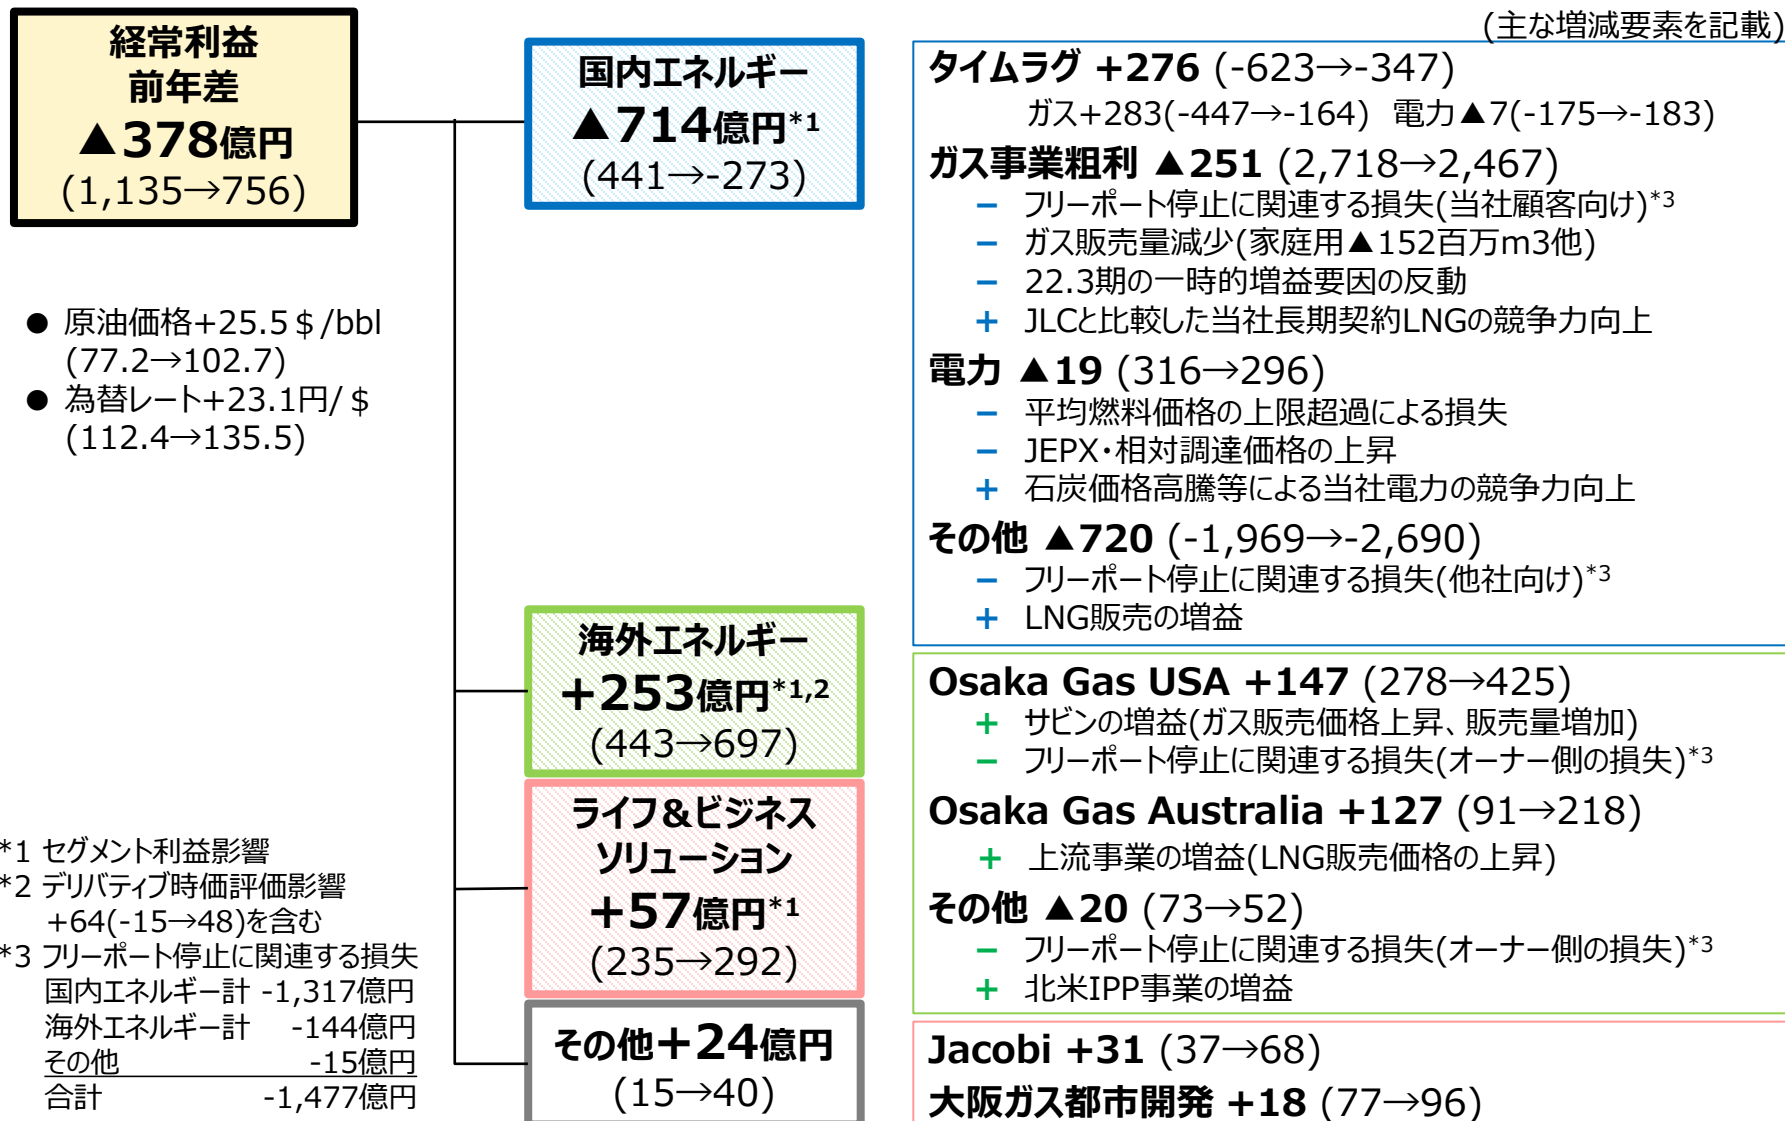 (主な増減要素を記載)
経常利益
前年差
▲378億円
(1,135→756)
● 原油価格+25.5＄/bbl
(77.2→102.7)
● 為替レート+23.1円/＄
(112.4→135.5)
*1 セグメント利益影響
*2 デリバティブ時価評価影響
+64(-15→48)を含む
*3 フリーポート停止に関連する損失
国内エネルギー計 -1,317億円
海外エネルギー計 -144億円
その他 -15億円
合計 -1,477億円
国内エネルギー
▲714億円*1
(441→-273)
海外エネルギー
+253億円*1,2
(443→697)
ライフ&ビジネス
ソリューション
+57億円*1
(235→292)
その他+24億円
(15→40)
タイムラグ +276 (-623→-347)
ガス+283(-447→-164) 電力▲7(-175→-183)
ガス事業粗利 ▲251 (2,718→2,467)
− フリーポート停止に関連する損失(当社顧客向け)*3
− ガス販売量減少(家庭用▲152百万m3他)
− 22.3期の一時的増益要因の反動
+ JLCと比較した当社長期契約LNGの競争力向上
電力 ▲19 (316→296)
− 平均燃料価格の上限超過による損失
− JEPX・相対調達価格の上昇
+ 石炭価格高騰等による当社電力の競争力向上
その他 ▲720 (-1,969→-2,690)
− フリーポート停止に関連する損失(他社向け)*3
+ LNG販売の増益
Osaka Gas USA +147 (278→425)
+ サビンの増益(ガス販売価格上昇、販売量増加)
− フリーポート停止に関連する損失(オーナー側の損失)*3
Osaka Gas Australia +127 (91→218)
+ 上流事業の増益(LNG販売価格の上昇)
その他 ▲20 (73→52)
− フリーポート停止に関連する損失(オーナー側の損失)*3
+ 北米IPP事業の増益
Jacobi +31 (37→68)
大阪ガス都市開発 +18 (77→96)